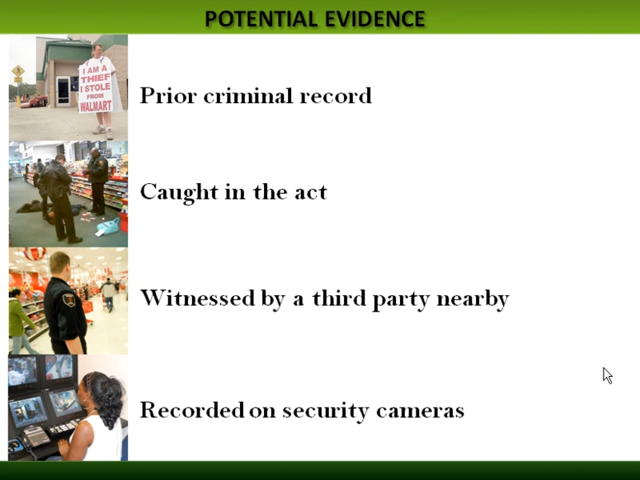 POTENTIAL EVIDENCE
I AM A
THIEF
I STOLE
FROM
WALMART
Prior criminal record
Caught in the act
Witnessed by a third party nearby
Recorded on security cameras